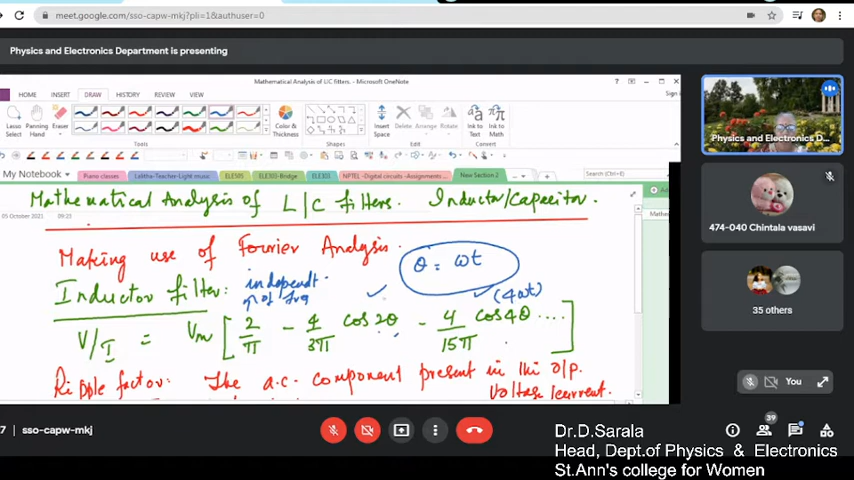 meet.google.com/sso-capw-mkj?pli=1&authuser=0
Physics and Electronics Department is presenting
Mathematical Analysis of L/C filters. - Microsoft OneNote
HOME INSERT DRAW HISTORY REVIEW VIEW
Sign
Lasso Select
Panning Hand
Eraser
Color & Thickness
Insert Space
Delete
Arrange
Rotate
Ink to Text
Ink to Math
Tools
Shapes
My Notebook
Piano classes
Lalitha-Teacher-Light music
ELE505
ELE303-Bridge
ELE301
NPTEL -Digital circuits -Assignments...
New Section 2
Search (Ctrl+E)
Mathematical Analysis of L|C filters. Inductor/Capacitor.
05 October 2021 09:23
Making use of Fourier Analysis.
θ = ωt
Inductor filter: independt. of frq
(4ωt)
V/I = Vm [ 2/π - 4/3π cos 2θ - 4/15π cos 4θ .... ]
Ripple factor: The a.c. component present in the o/p.
voltage/current.
Physics and Electronics D...
474-040 Chintala vasavi
35 others
You
sso-capw-mkj
39
Dr.D.Sarala
Head, Dept.of Physics & Electronics
St.Ann's college for Women